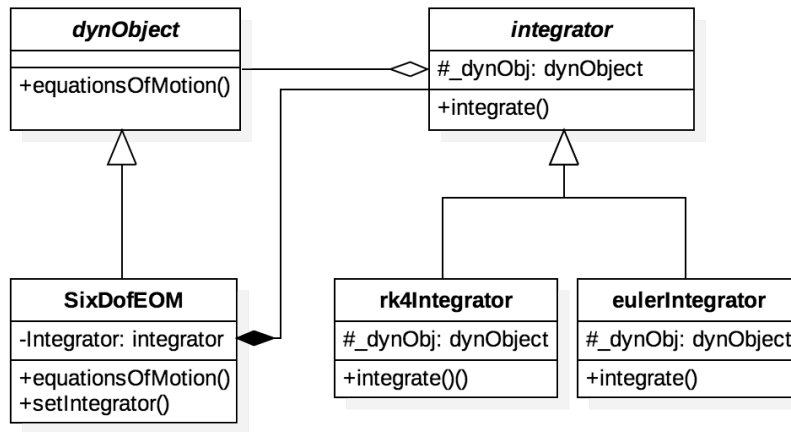 dynObject
+equationsOfMotion()
integrator
#_dynObj: dynObject
+integrate()
SixDofEOM
-Integrator: integrator
+equationsOfMotion()
+setIntegrator()
rk4Integrator
#_dynObj: dynObject
+integrate()()
eulerIntegrator
#_dynObj: dynObject
+integrate()